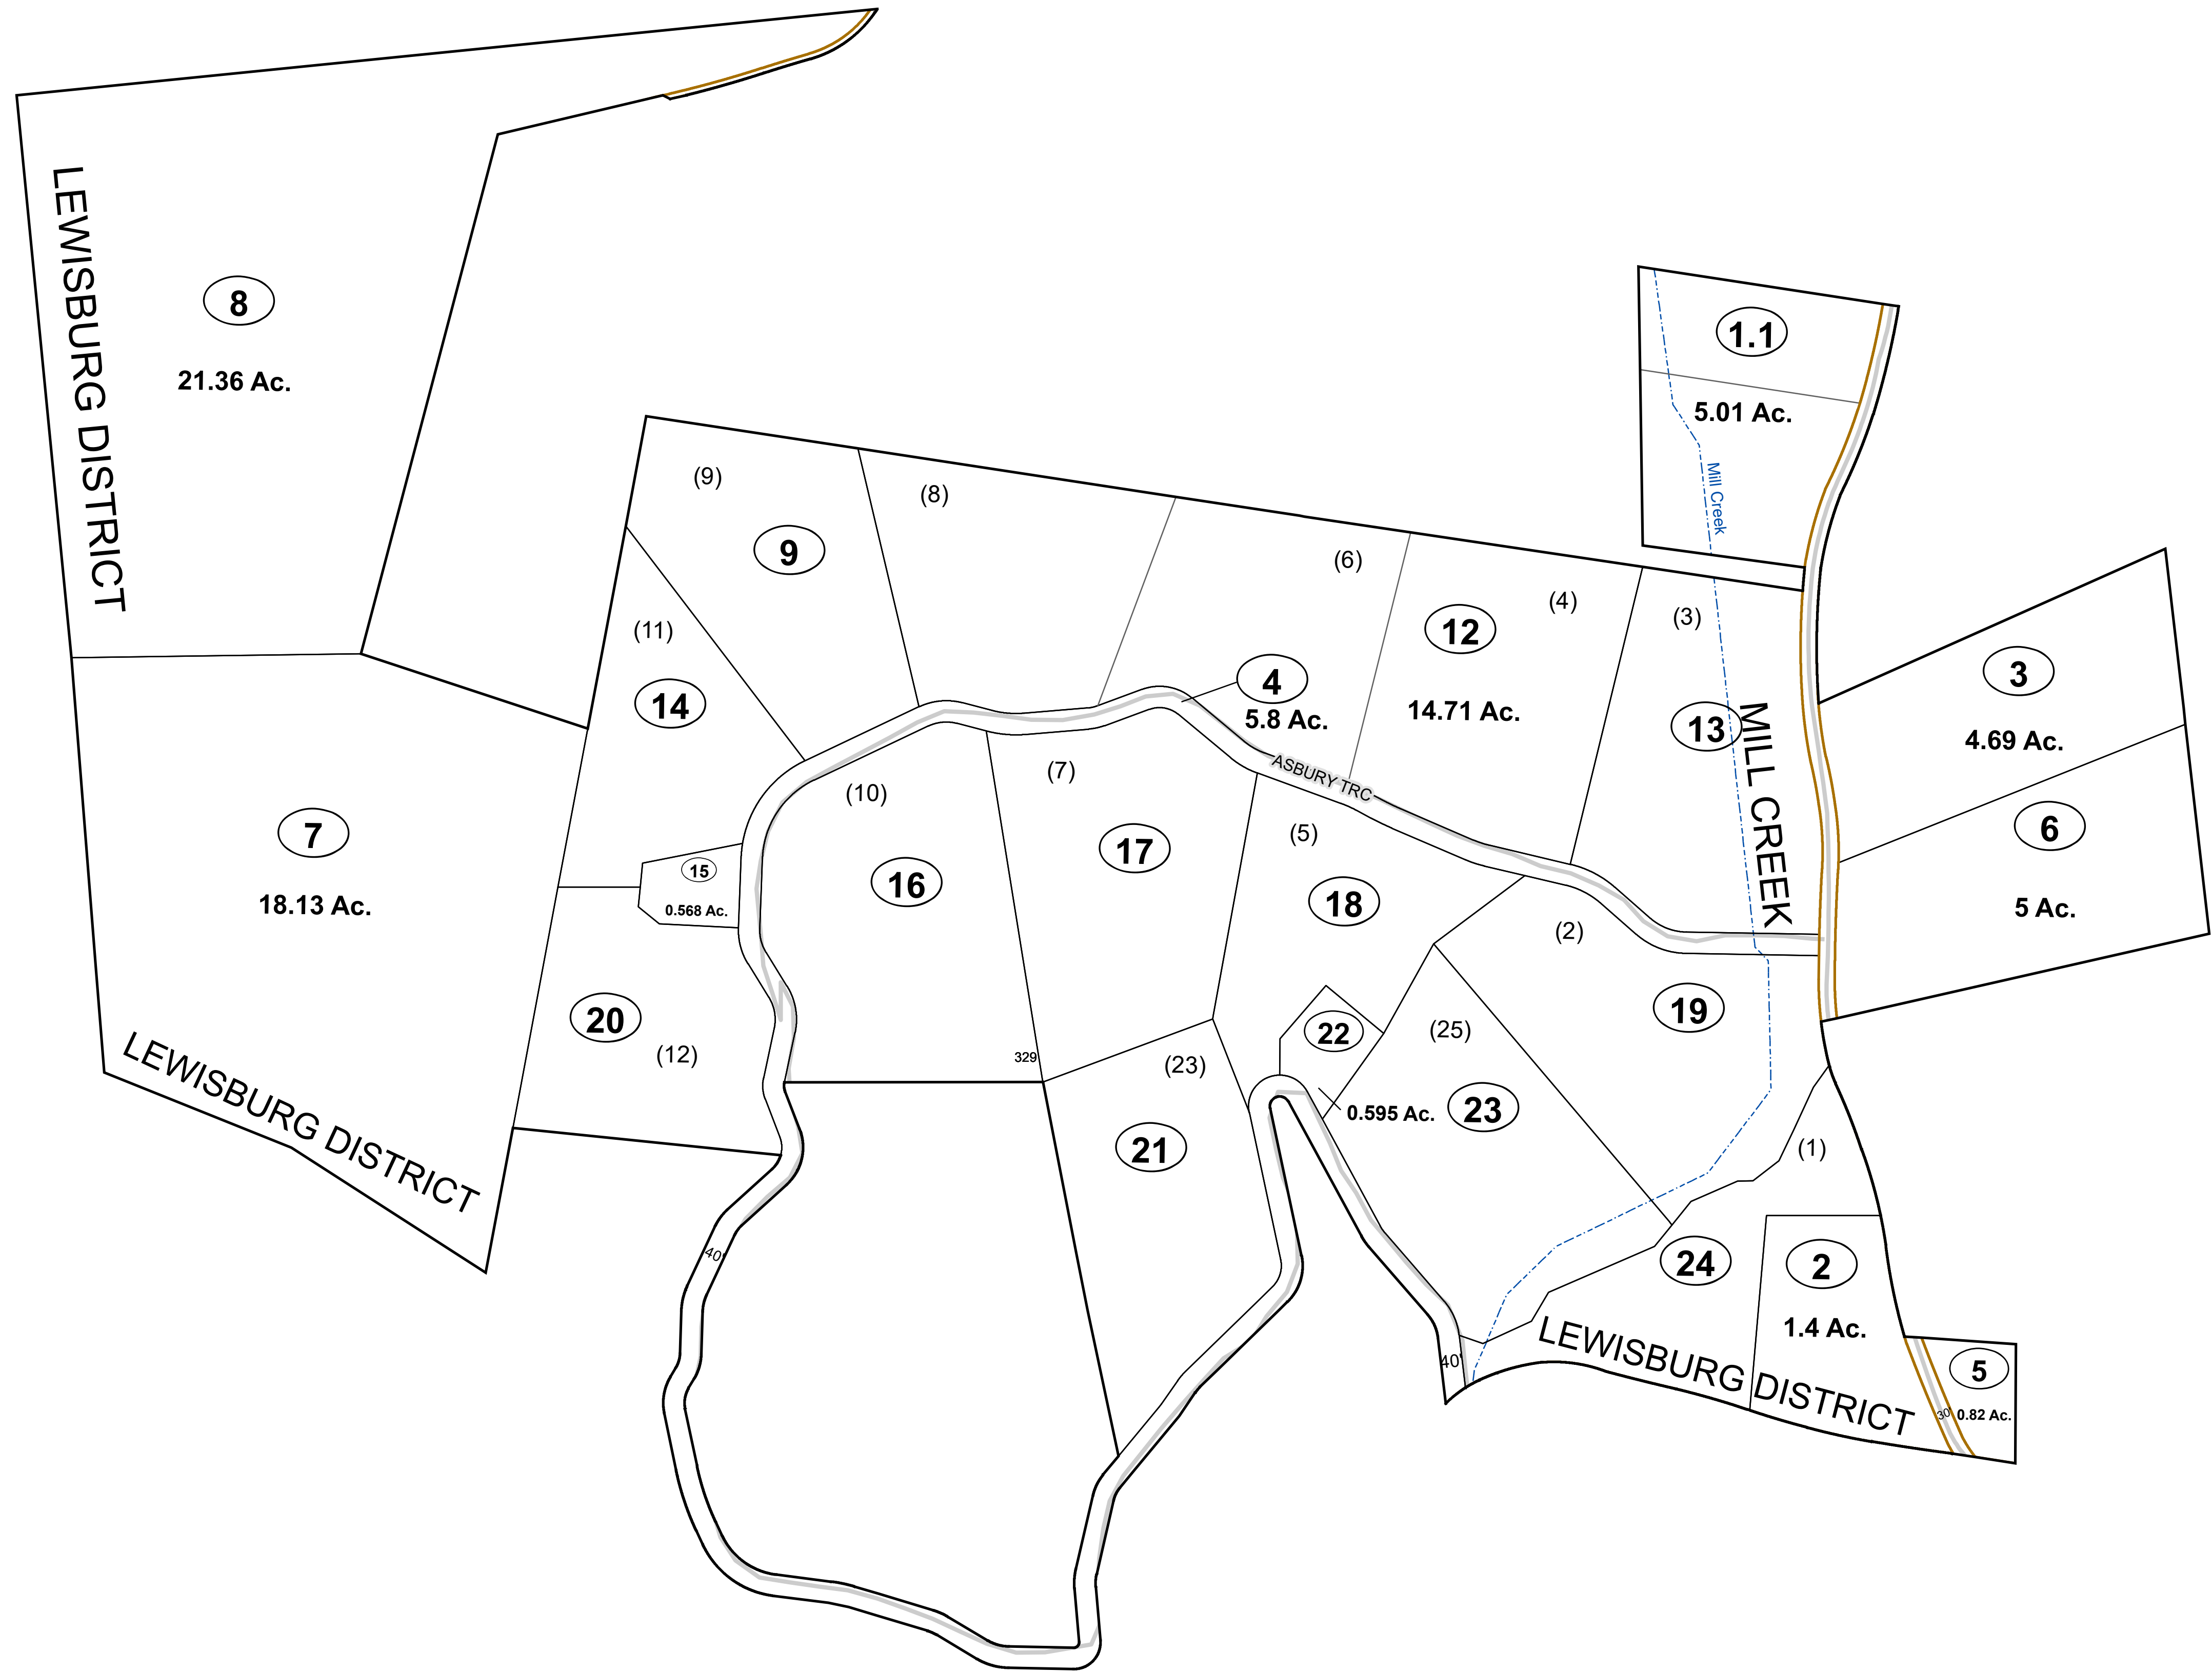 LEWISBURG DISTRICT
8
21.36 Ac.
1.1
5.01 Ac.
Mill Creek
(9)
(8)
9
(6)
(4)
(3)
12
14.71 Ac.
13
MILL CREEK
(11)
14
4
5.8 Ac.
3
4.69 Ac.
ASBURY TRC
(10)
(7)
(5)
7
18.13 Ac.
15
0.568 Ac.
16
17
18
6
5 Ac.
(2)
20
(12)
329
(23)
22
(25)
19
0.595 Ac.
23
21
(1)
LEWISBURG DISTRICT
40'
24
2
1.4 Ac.
LEWISBURG DISTRICT
40'
5
30'
0.82 Ac.